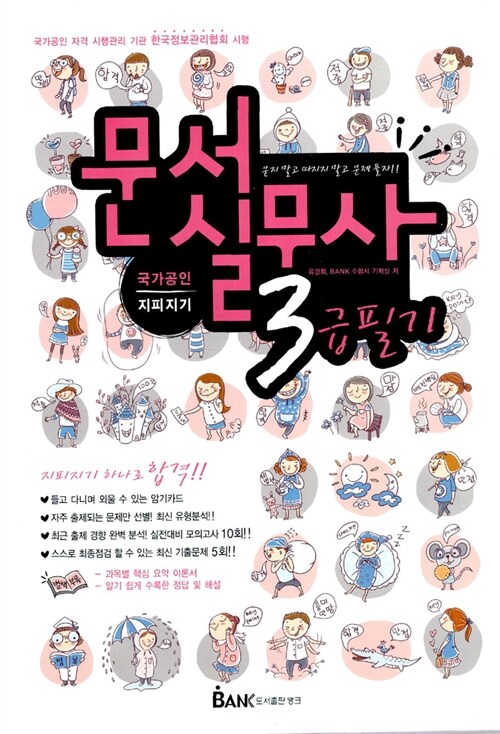 국가공인 자격 시행관리 기관 한국정보관리협회 시행
문서
묻지 말고 따지지 말고 문제 풀자!!
실무사
유경화, BANK 수험서 기획실 저
국가공인
지피지기
3급필기
지피지기 하나로 합격!!
들고 다니며 외울 수 있는 암기카드
자주 출제되는 문제만 선별! 최신 유형분석!!
최근 출제 경향 완벽 분석! 실전대비 모의고사 10회!!
스스로 최종점검 할 수 있는 최신 기출문제 5회!!
- 과목별 핵심 요약 이론서
- 알기 쉽게 수록한 정답 및 해설
합격
100%
BANK 도서출판 뱅크